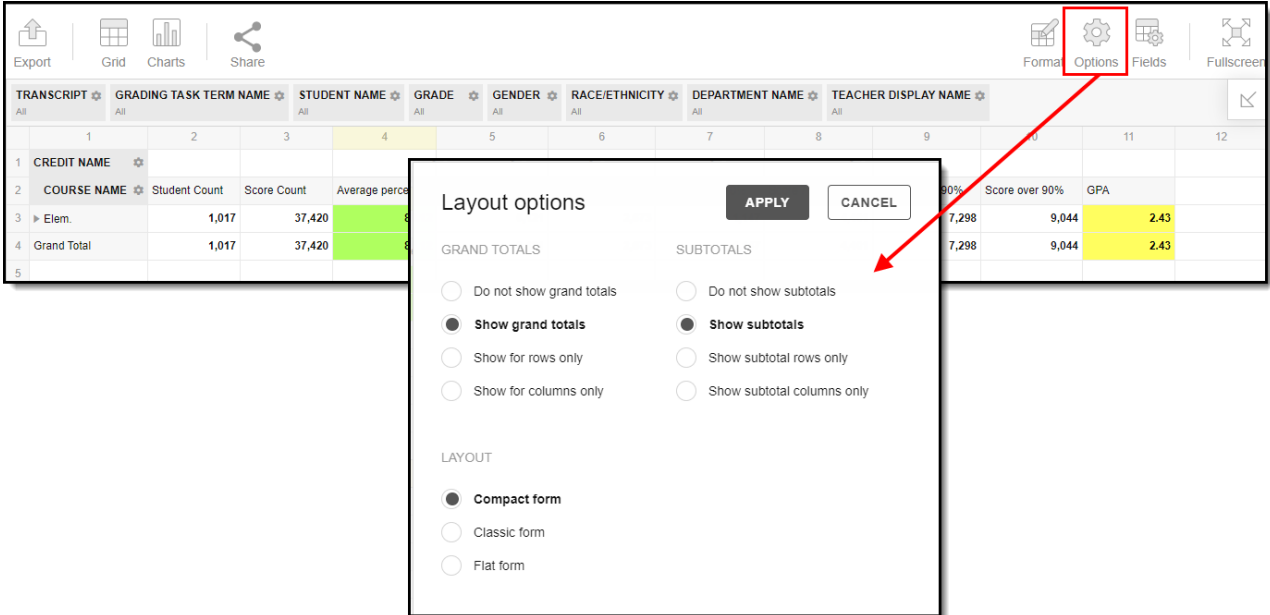 Export Grid Charts Share Format Options Fields Fullscreen
TRANSCRIPT GRADING TASK TERM NAME STUDENT NAME GRADE GENDER RACE/ETHNICITY DEPARTMENT NAME TEACHER DISPLAY NAME
All All All All All All All All
1 2 3 4 5 6 7 8 9 10 11 12
1 CREDIT NAME
2 COURSE NAME Student Count Score Count Average perce 90% Score over 90% GPA
3 Elem. 1,017 37,420 8 7,298 9,044 2.43
4 Grand Total 1,017 37,420 8 7,298 9,044 2.43
5
Layout options APPLY CANCEL
GRAND TOTALS SUBTOTALS
Do not show grand totals Do not show subtotals
Show grand totals Show subtotals
Show for rows only Show subtotal rows only
Show for columns only Show subtotal columns only
LAYOUT
Compact form
Classic form
Flat form